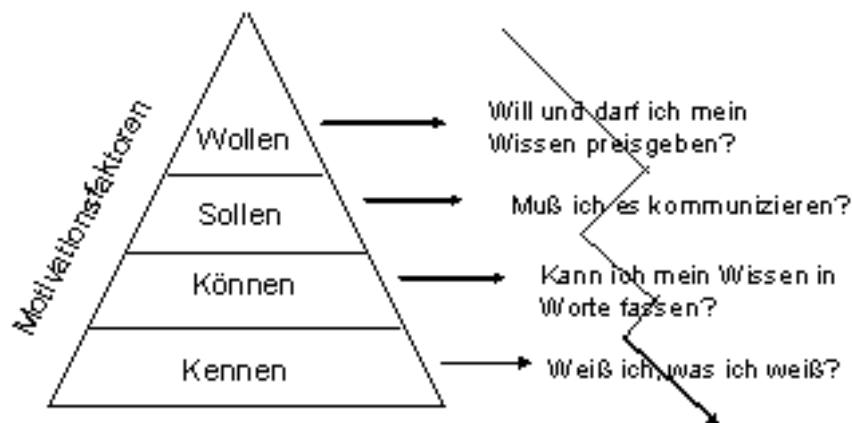 Motivationsfaktoren
Wollen
Will und darf ich mein
Wissen preisgeben?
Sollen
Muß ich es kommunizieren?
Können
Kann ich mein Wissen in
Worte fassen?
Kennen
Weiß ich, was ich weiß?